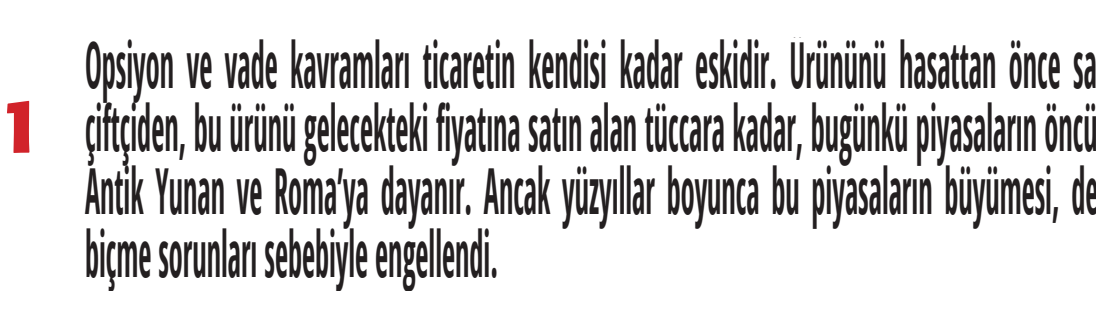 1
Opsiyon ve vade kavramları ticaretin kendisi kadar eskidir. Ürününü hasattan önce sa
çiftçiden, bu ürünü gelecekteki fiyatına satın alan tüccara kadar, bugünkü piyasaların öncü
Antik Yunan ve Roma’ya dayanır. Ancak yüzyıllar boyunca bu piyasaların büyümesi, de
biçme sorunları sebebiyle engellendi.